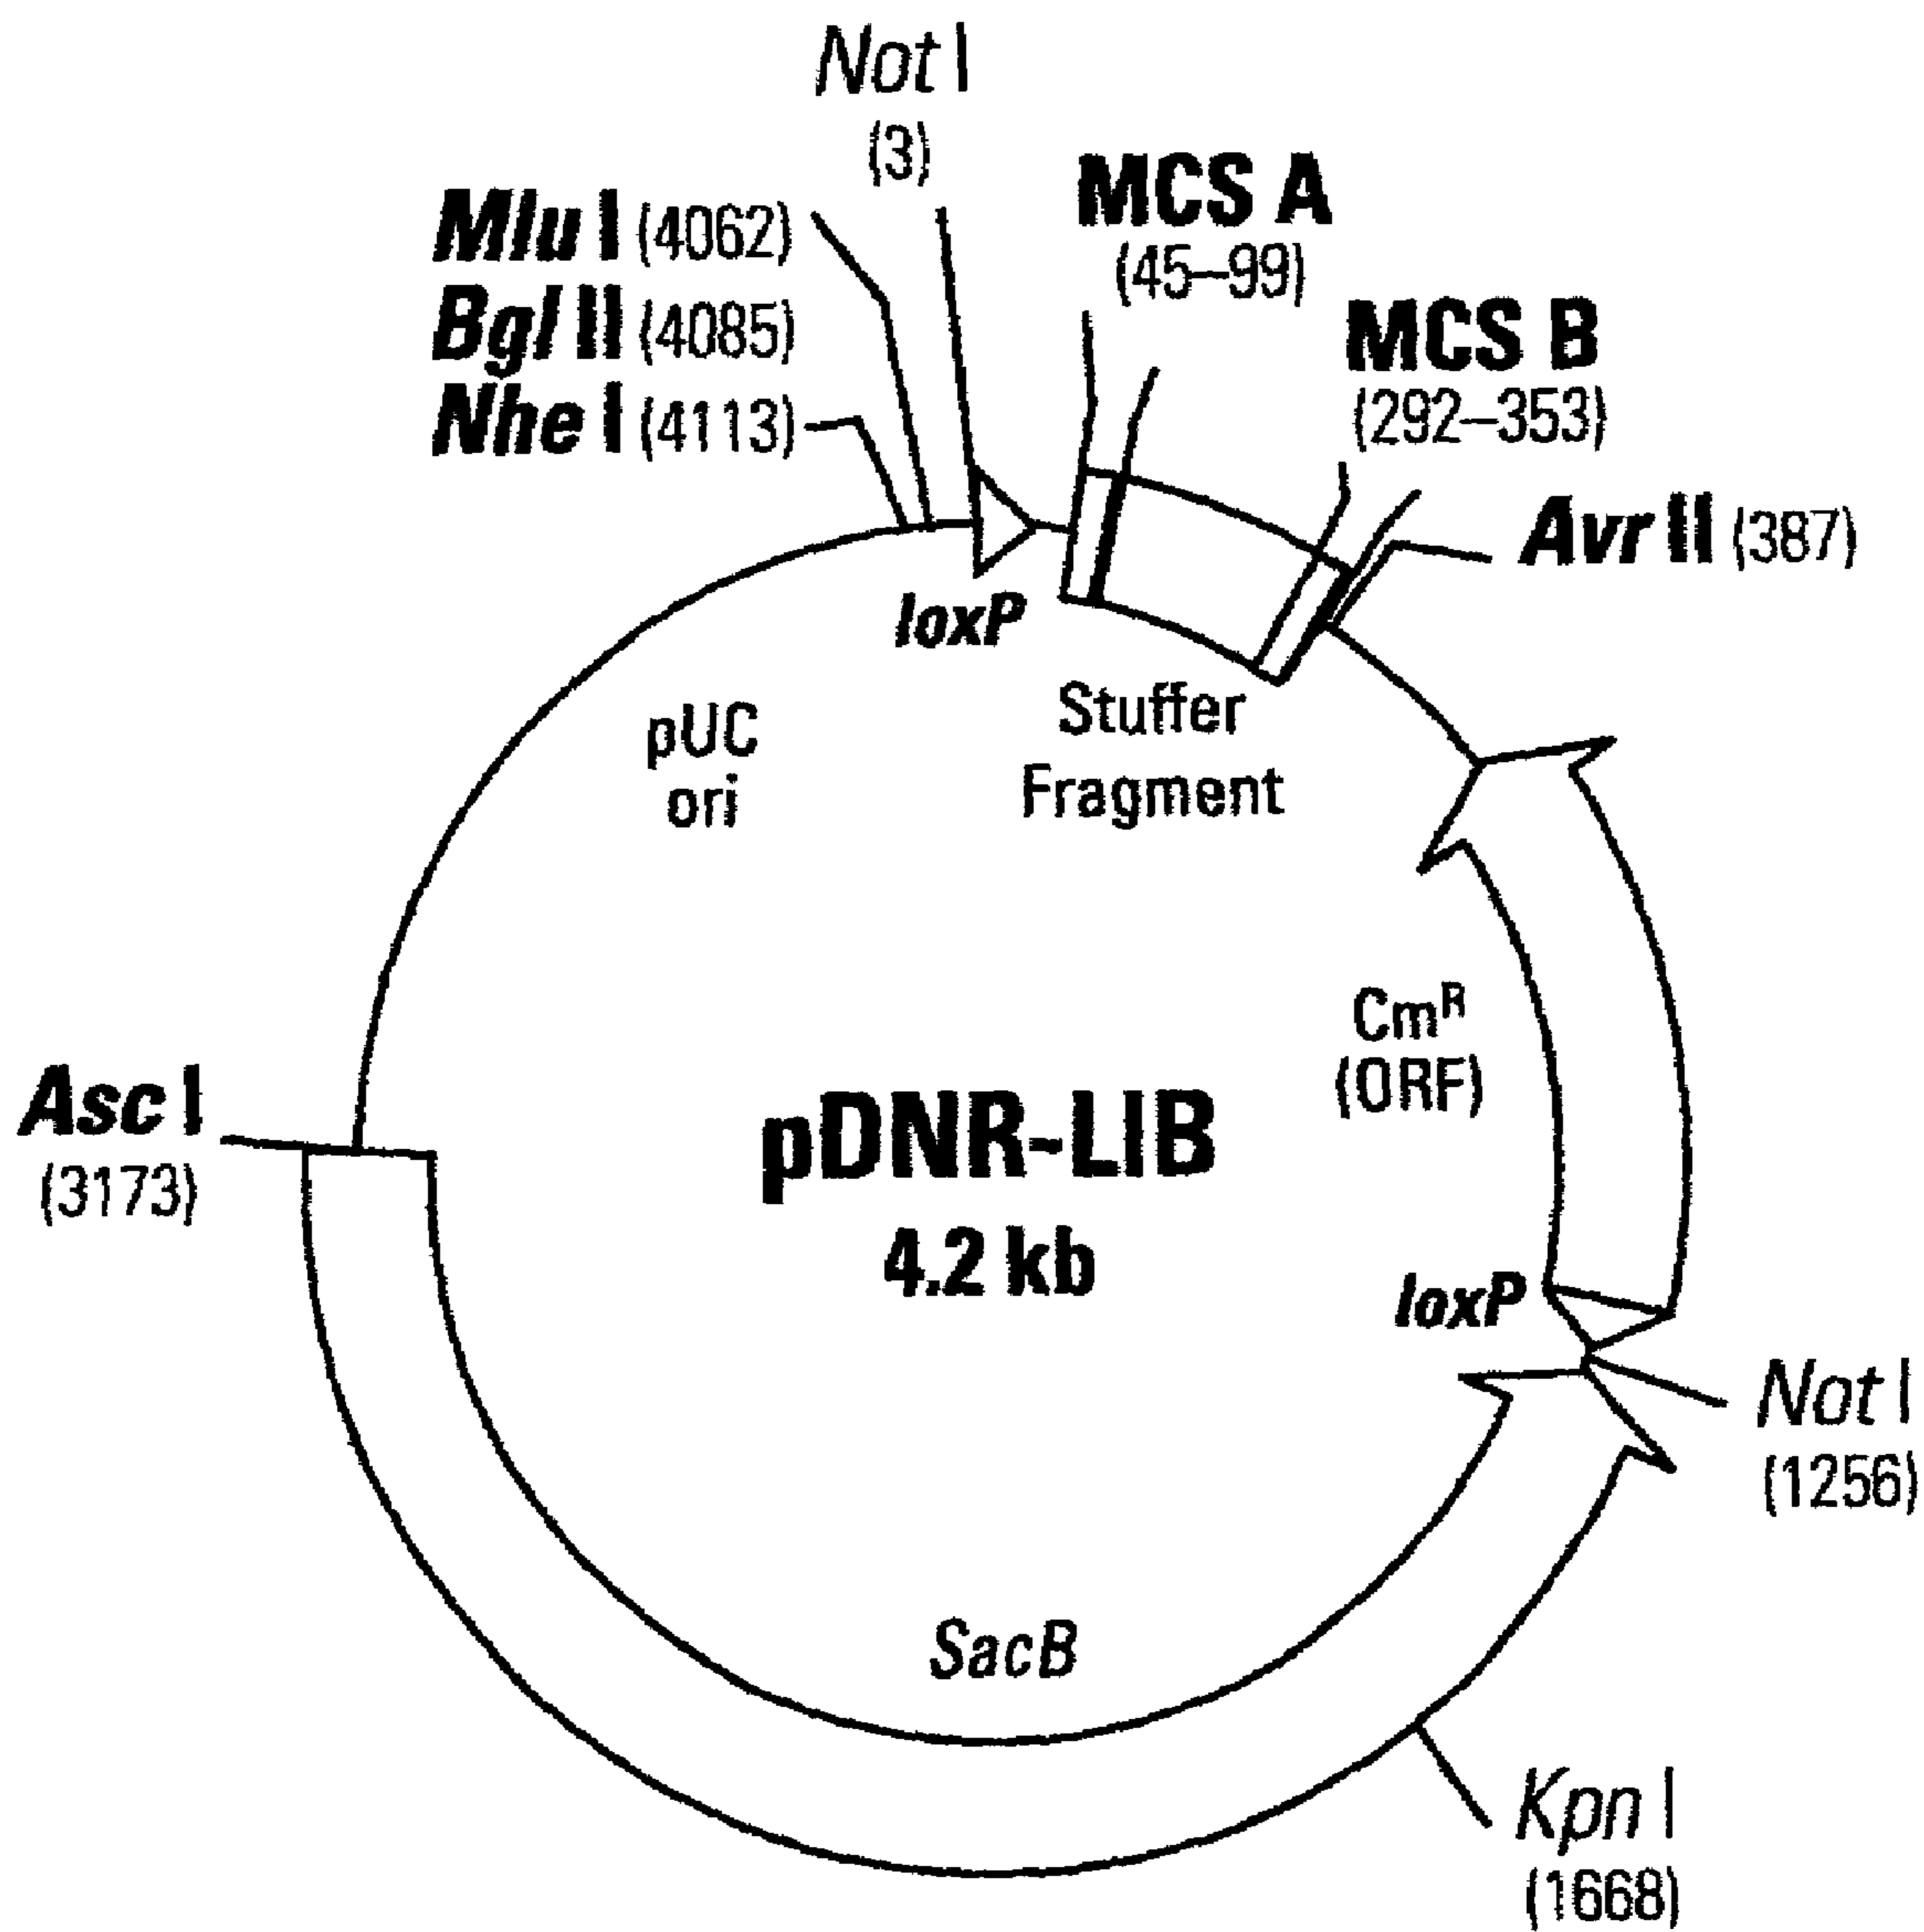 Not I
(3)
MCS A
(45–99)
Mlu I (4062)
Bgl II (4085)
Nhe I (4113)
MCS B
(292–353)
Avr II (387)
loxP
Stuffer
Fragment
pUC
ori
CmR
(ORF)
Asc I
(3173)
pDNR-LIB
4.2 kb
loxP
Not I
(1256)
SacB
Kpn I
(1668)